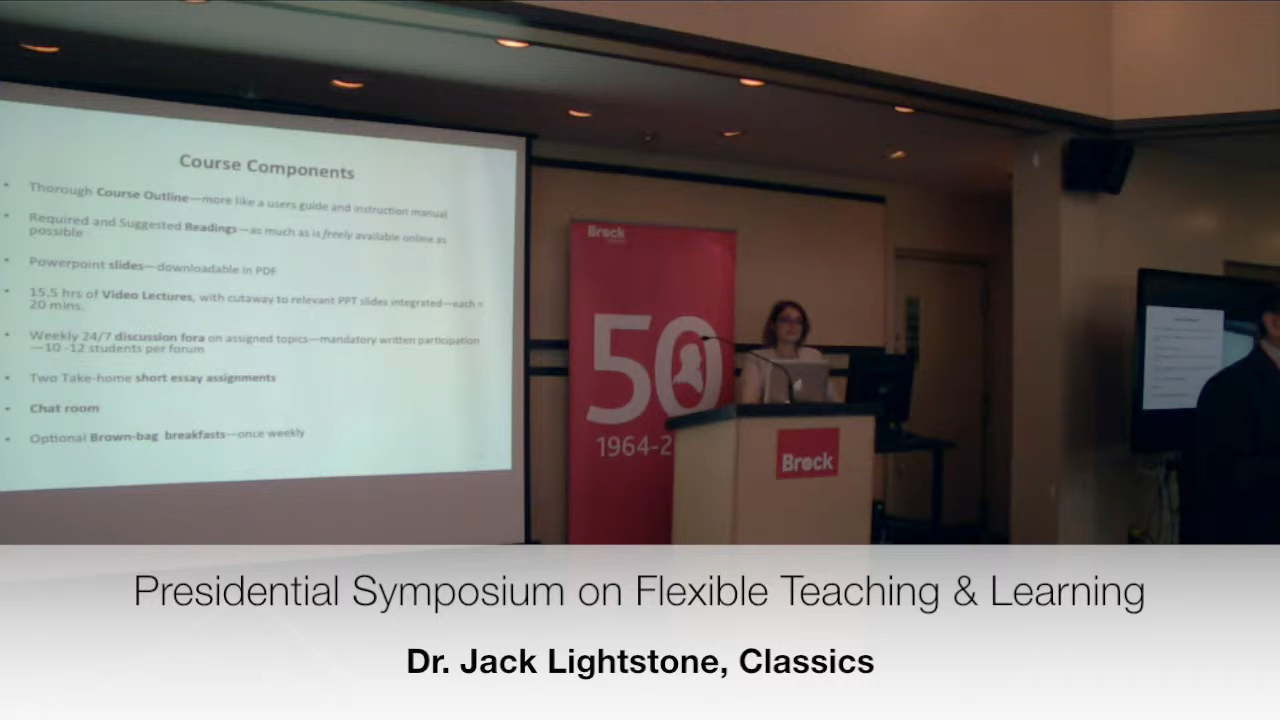 Course Components
• Thorough Course Outline—more like a users guide and instruction manual
• Required and Suggested Readings—as much as is freely available online as
possible
• Powerpoint slides—downloadable in PDF
• 15.5 hrs of Video Lectures, with cutaway to relevant PPT slides integrated—each ≈
20 mins.
• Weekly 24/7 discussion fora on assigned topics—mandatory written participation
—10 -12 students per forum
• Two Take-home short essay assignments
• Chat room
• Optional Brown-bag breakfasts—once weekly
Brock
50
1964-2
Brock
Presidential Symposium on Flexible Teaching & Learning
Dr. Jack Lightstone, Classics